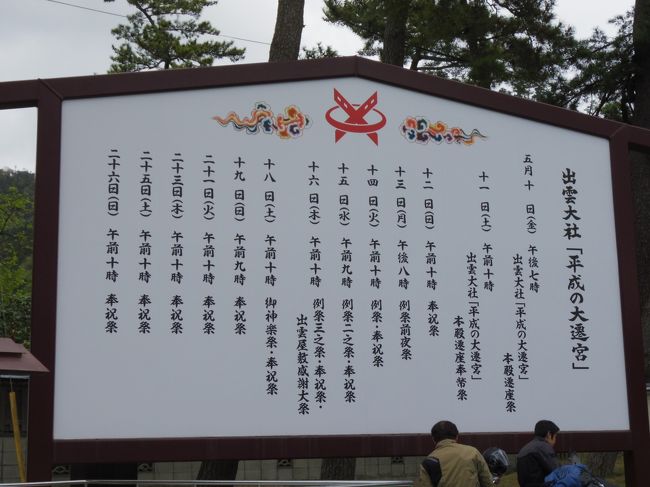 出雲大社「平成の大遷宮」
五月十日(金) 午後七時 出雲大社「平成の大遷宮」
本殿遷座祭
十一日(土) 午前十時 出雲大社「平成の大遷宮」
本殿遷座奉幣祭
十二日(日) 午前十時 奉祝祭
十三日(月) 午後八時 例祭前夜祭
十四日(火) 午前十時 例祭・奉祝祭
十五日(水) 午前九時 例祭二之祭・奉祝祭
十六日(木) 午前十時 例祭三之祭・奉祝祭・
出雲屋敷感謝大祭
十八日(土) 午前十時 御神楽祭・奉祝祭
十九日(日) 午前九時 奉祝祭
二十一日(火) 午前十時 奉祝祭
二十三日(木) 午前十時 奉祝祭
二十五日(土) 午前十時 奉祝祭
二十六日(日) 午前十時 奉祝祭